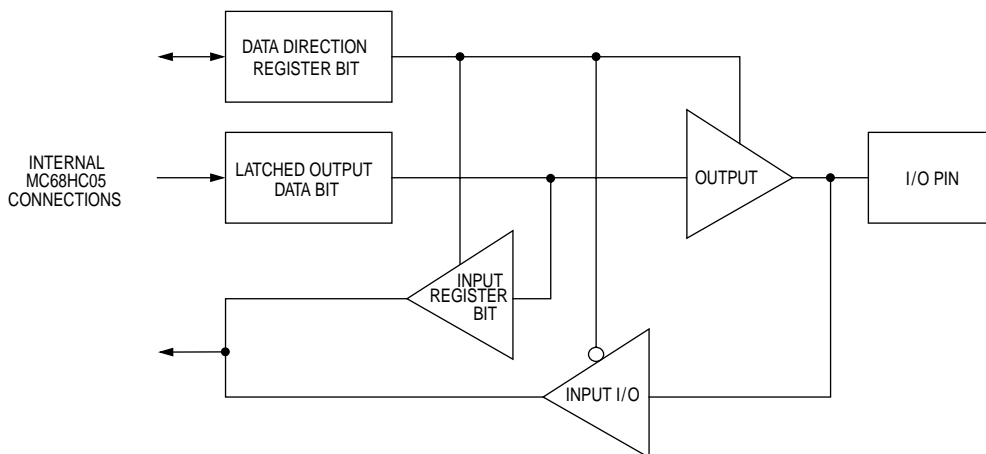 DATA DIRECTION
REGISTER BIT
INTERNAL
MC68HC05
CONNECTIONS
LATCHED OUTPUT
DATA BIT
OUTPUT
I/O PIN
INPUT
REGISTER
BIT
INPUT I/O